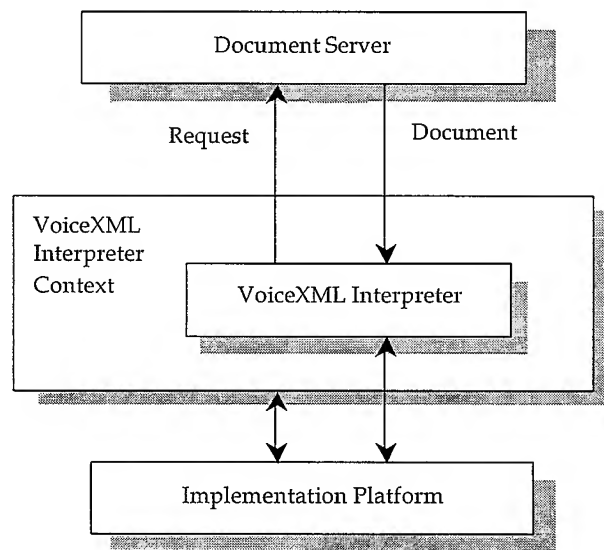 Document Server
Request
Document
VoiceXML
Interpreter
Context
VoiceXML Interpreter
Implementation Platform